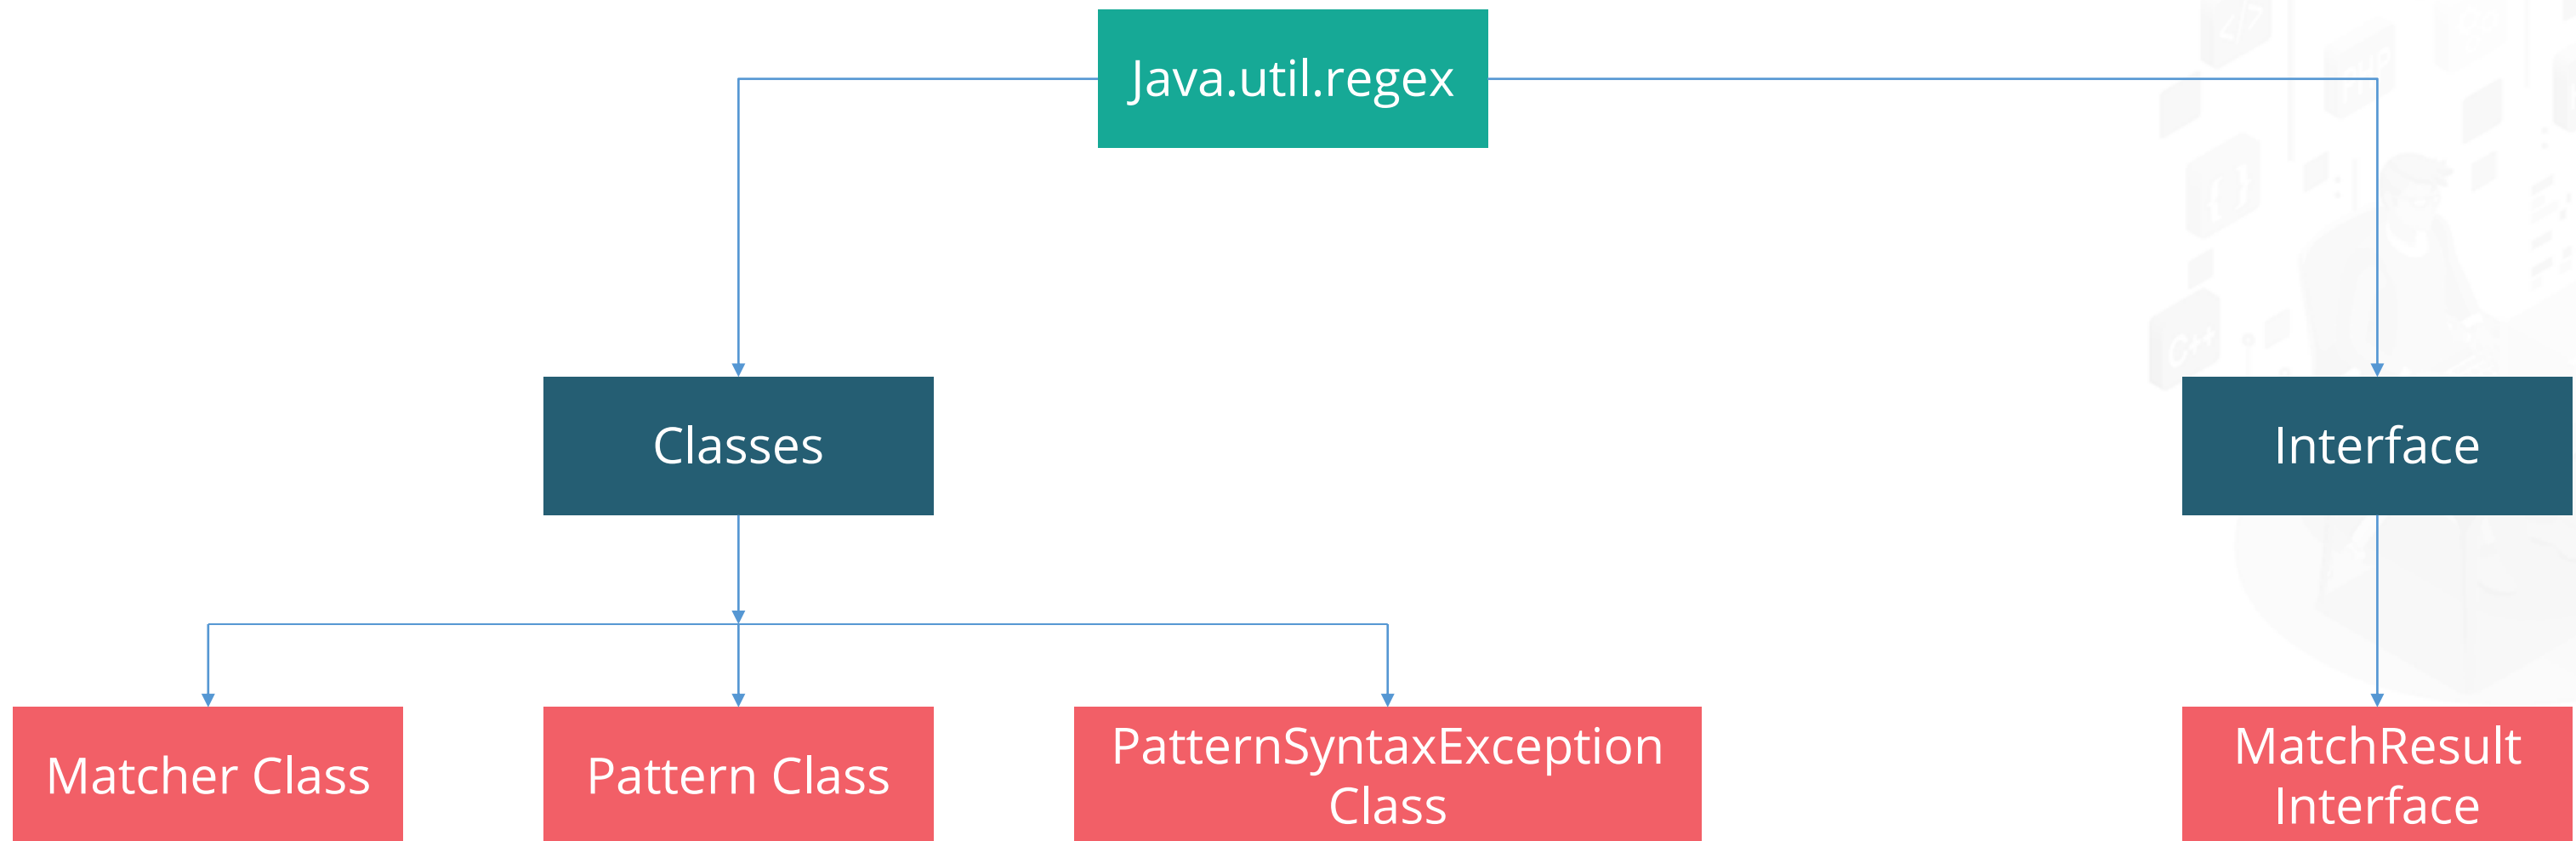 Java.util.regex
Classes
Interface
Matcher Class
Pattern Class
PatternSyntaxException
Class
MatchResult
Interface